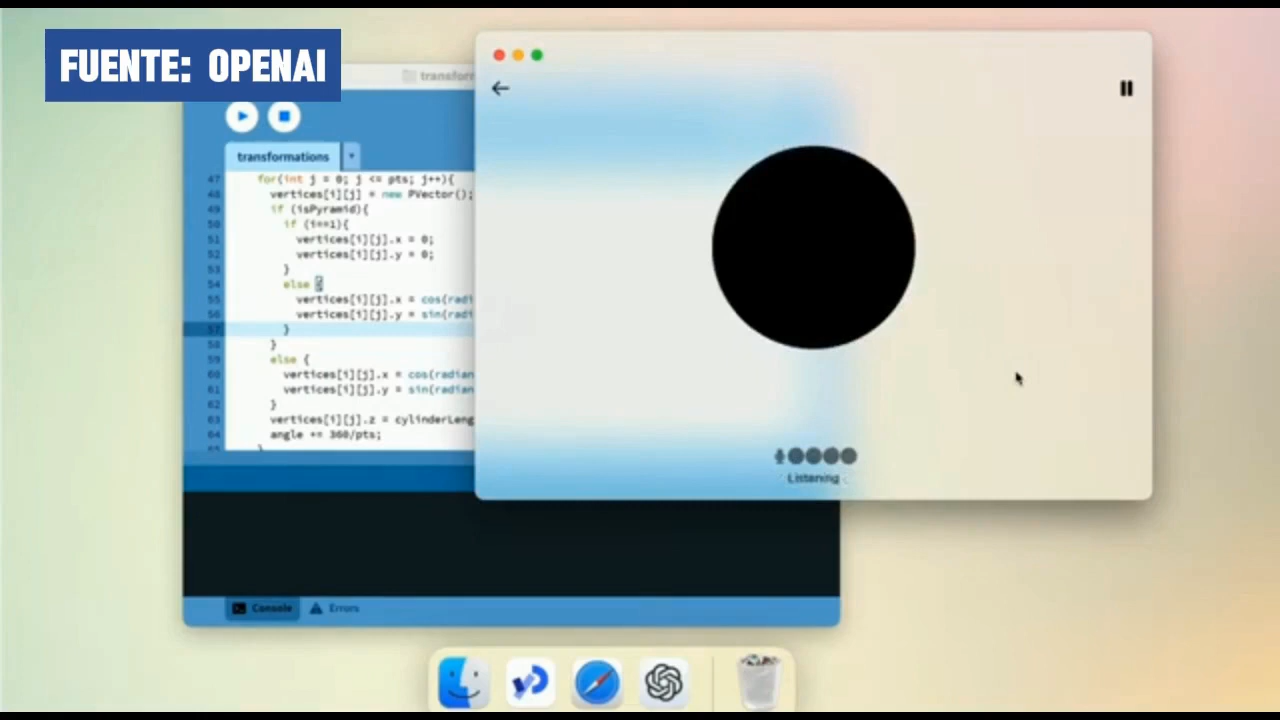 FUENTE: OPENAI
transfor
transformations
47 for(int j = 0; j <= pts; j++){
48 vertices[i][j] = new PVector();
49 if (isPyramid){
50 if (i==1){
51 vertices[i][j].x = 0;
52 vertices[i][j].y = 0;
53 }
54 else {
55 vertices[i][j].x = cos(radi
56 vertices[i][j].y = sin(radi
57 }
58 }
59 else {
60 vertices[i][j].x = cos(radian
61 vertices[i][j].y = sin(radian
62 }
63 vertices[i][j].z = cylinderLeng
64 angle += 360/pts;
65 }
Listening
Console Errors